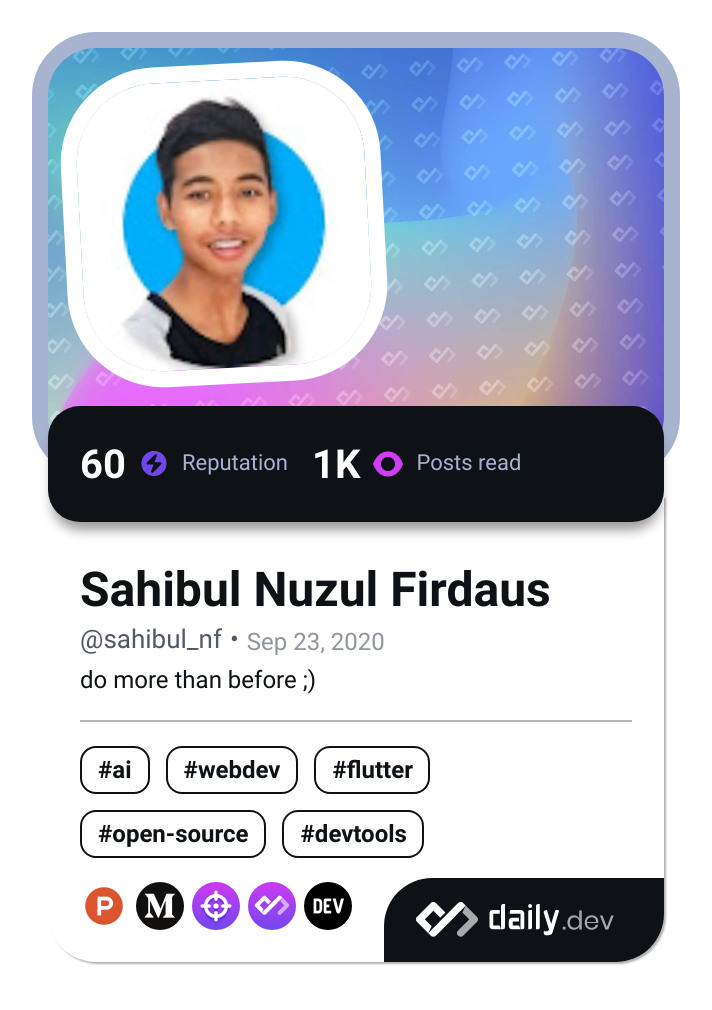 60 Reputation 1K Posts read
Sahibul Nuzul Firdaus
@sahibul_nf • Sep 23, 2020
do more than before ;)
#ai #webdev #flutter
#open-source #devtools
P M DEV daily.dev